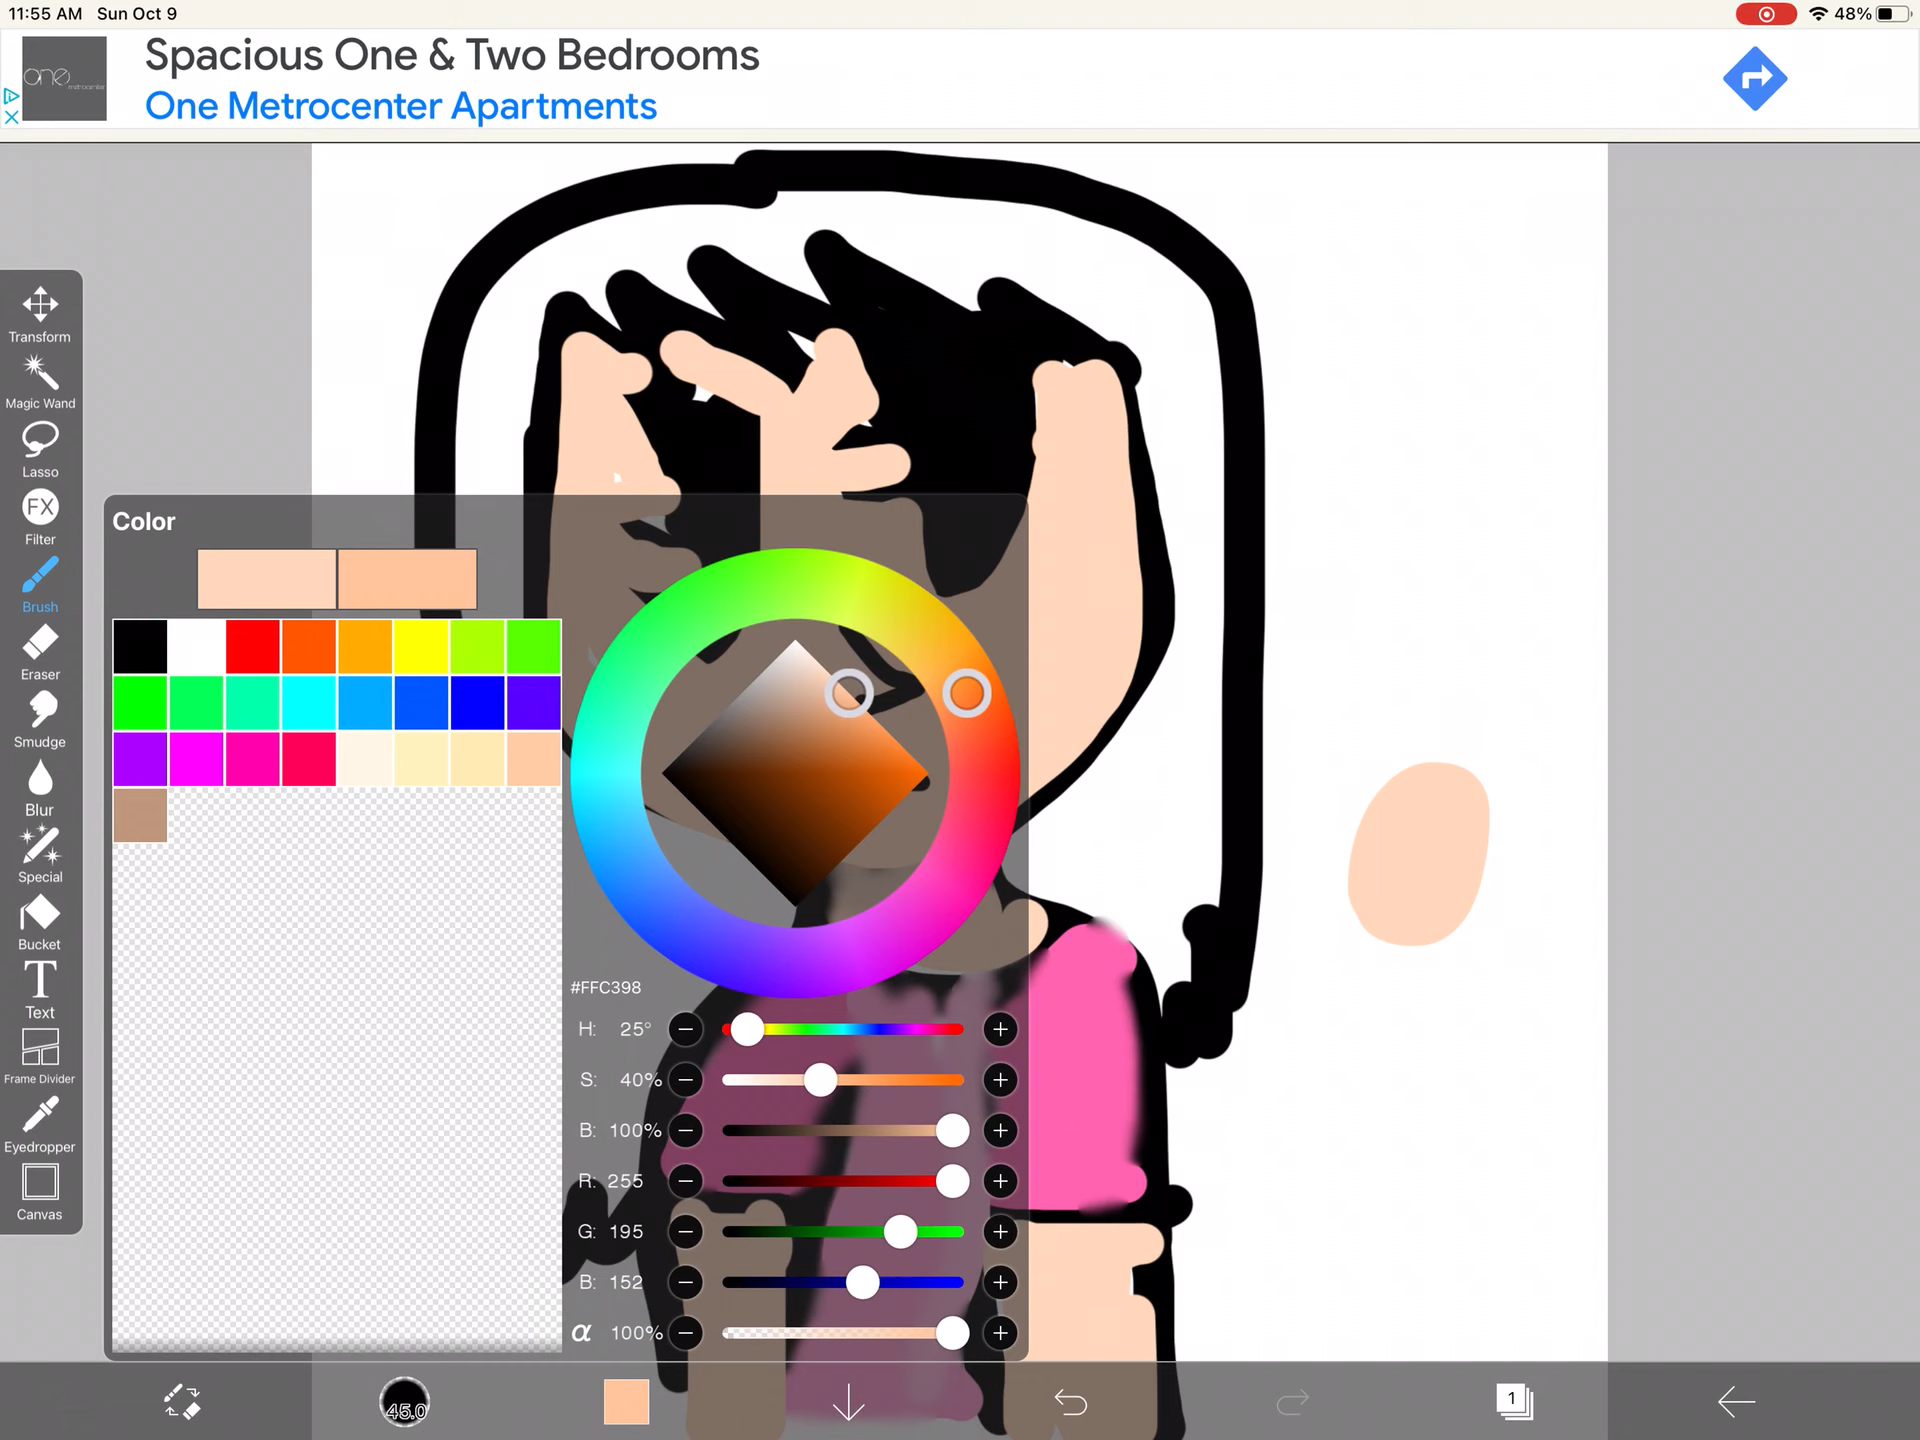 11:55 AM Sun Oct 9
48%
one
metrocenter
Spacious One & Two Bedrooms
One Metrocenter Apartments
Transform
Magic Wand
Lasso
FX
Filter
Brush
Eraser
Smudge
Blur
Special
Bucket
T
Text
Frame Divider
Eyedropper
Canvas
Color
#FFC398
H: 25°
S: 40%
B: 100%
R: 255
G: 195
B: 152
α 100%
45.0
1